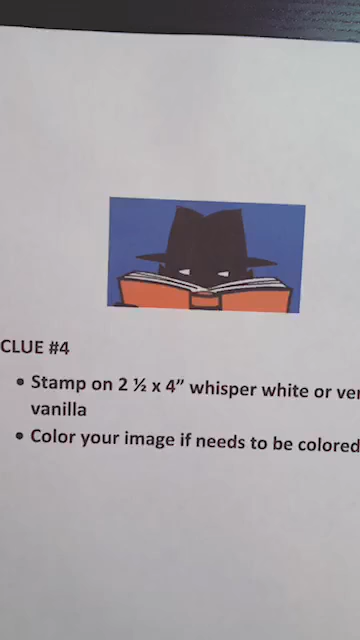 CLUE #4
• Stamp on 2 ½ x 4” whisper white or
vanilla
• Color your image if needs to be colored